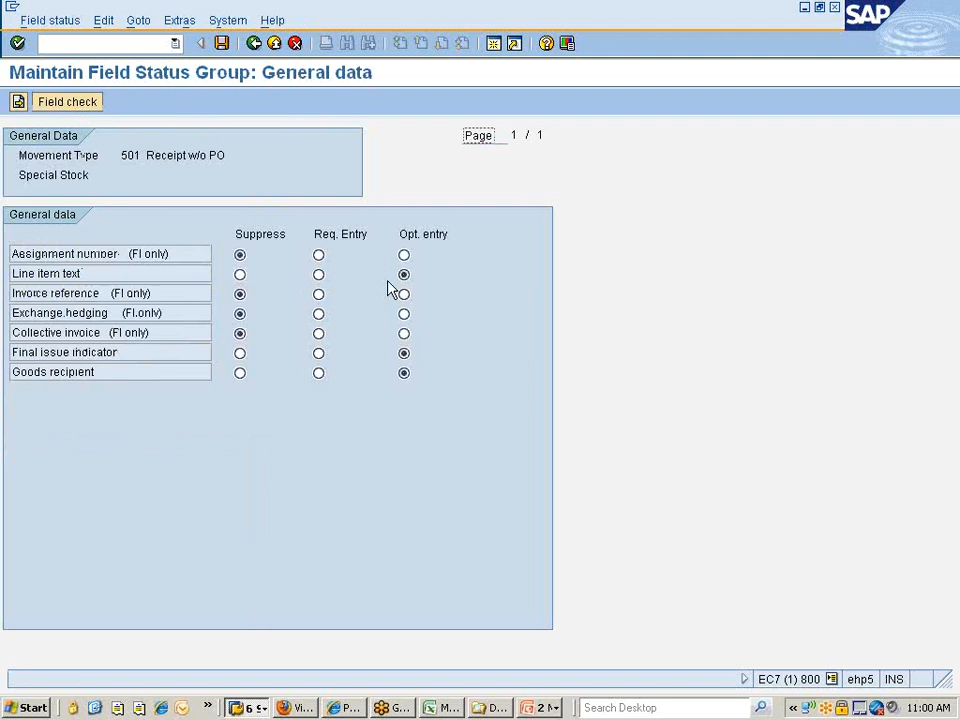 Field status Edit Goto Extras System Help
SAP
Maintain Field Status Group: General data
Field check
General Data
Page 1 / 1
Movement Type 501 Receipt w/o PO
Special Stock
General data
Suppress Req. Entry Opt. entry
Assignment number (FI only)
Line item text
Invoice reference (FI only)
Exchange hedging (FI only)
Collective invoice (FI only)
Final issue indicator
Goods recipient
EC7 (1) 800 ehp5 INS
Start » 6 S Vi... P... G... M... D... 2 N Search Desktop « 11:00 AM